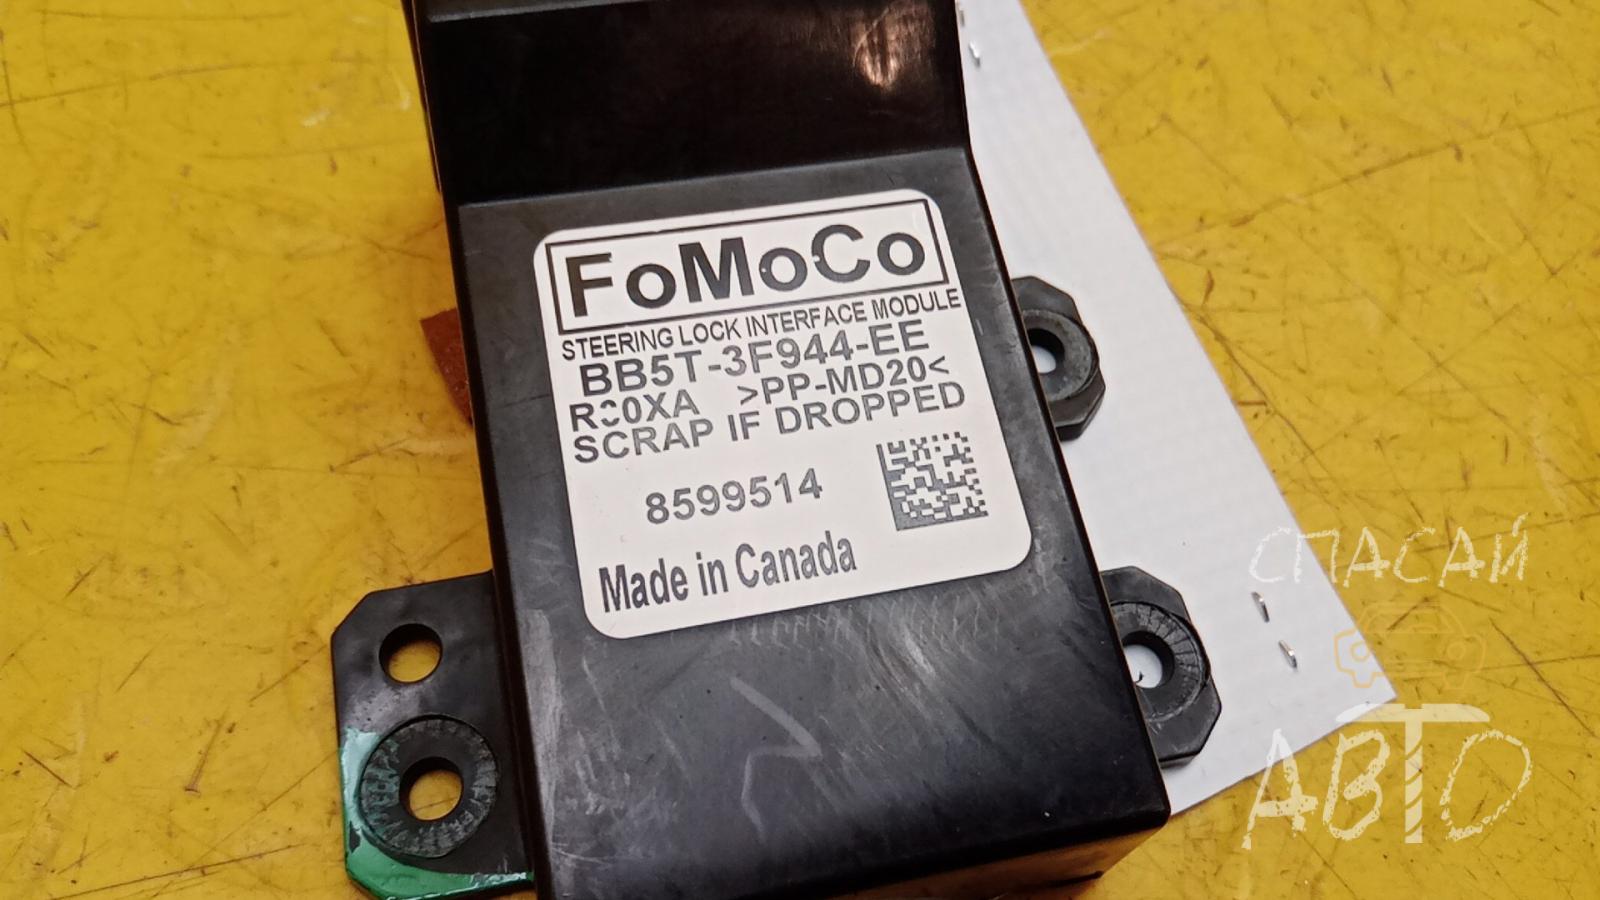 FoMoCo
STEERING LOCK INTERFACE MODULE
BB5T-3F944-EE
>PP-MD20<
SCRAP IF DROPPED
8599514
Made in Canada
СПАСАЙ
АВТО